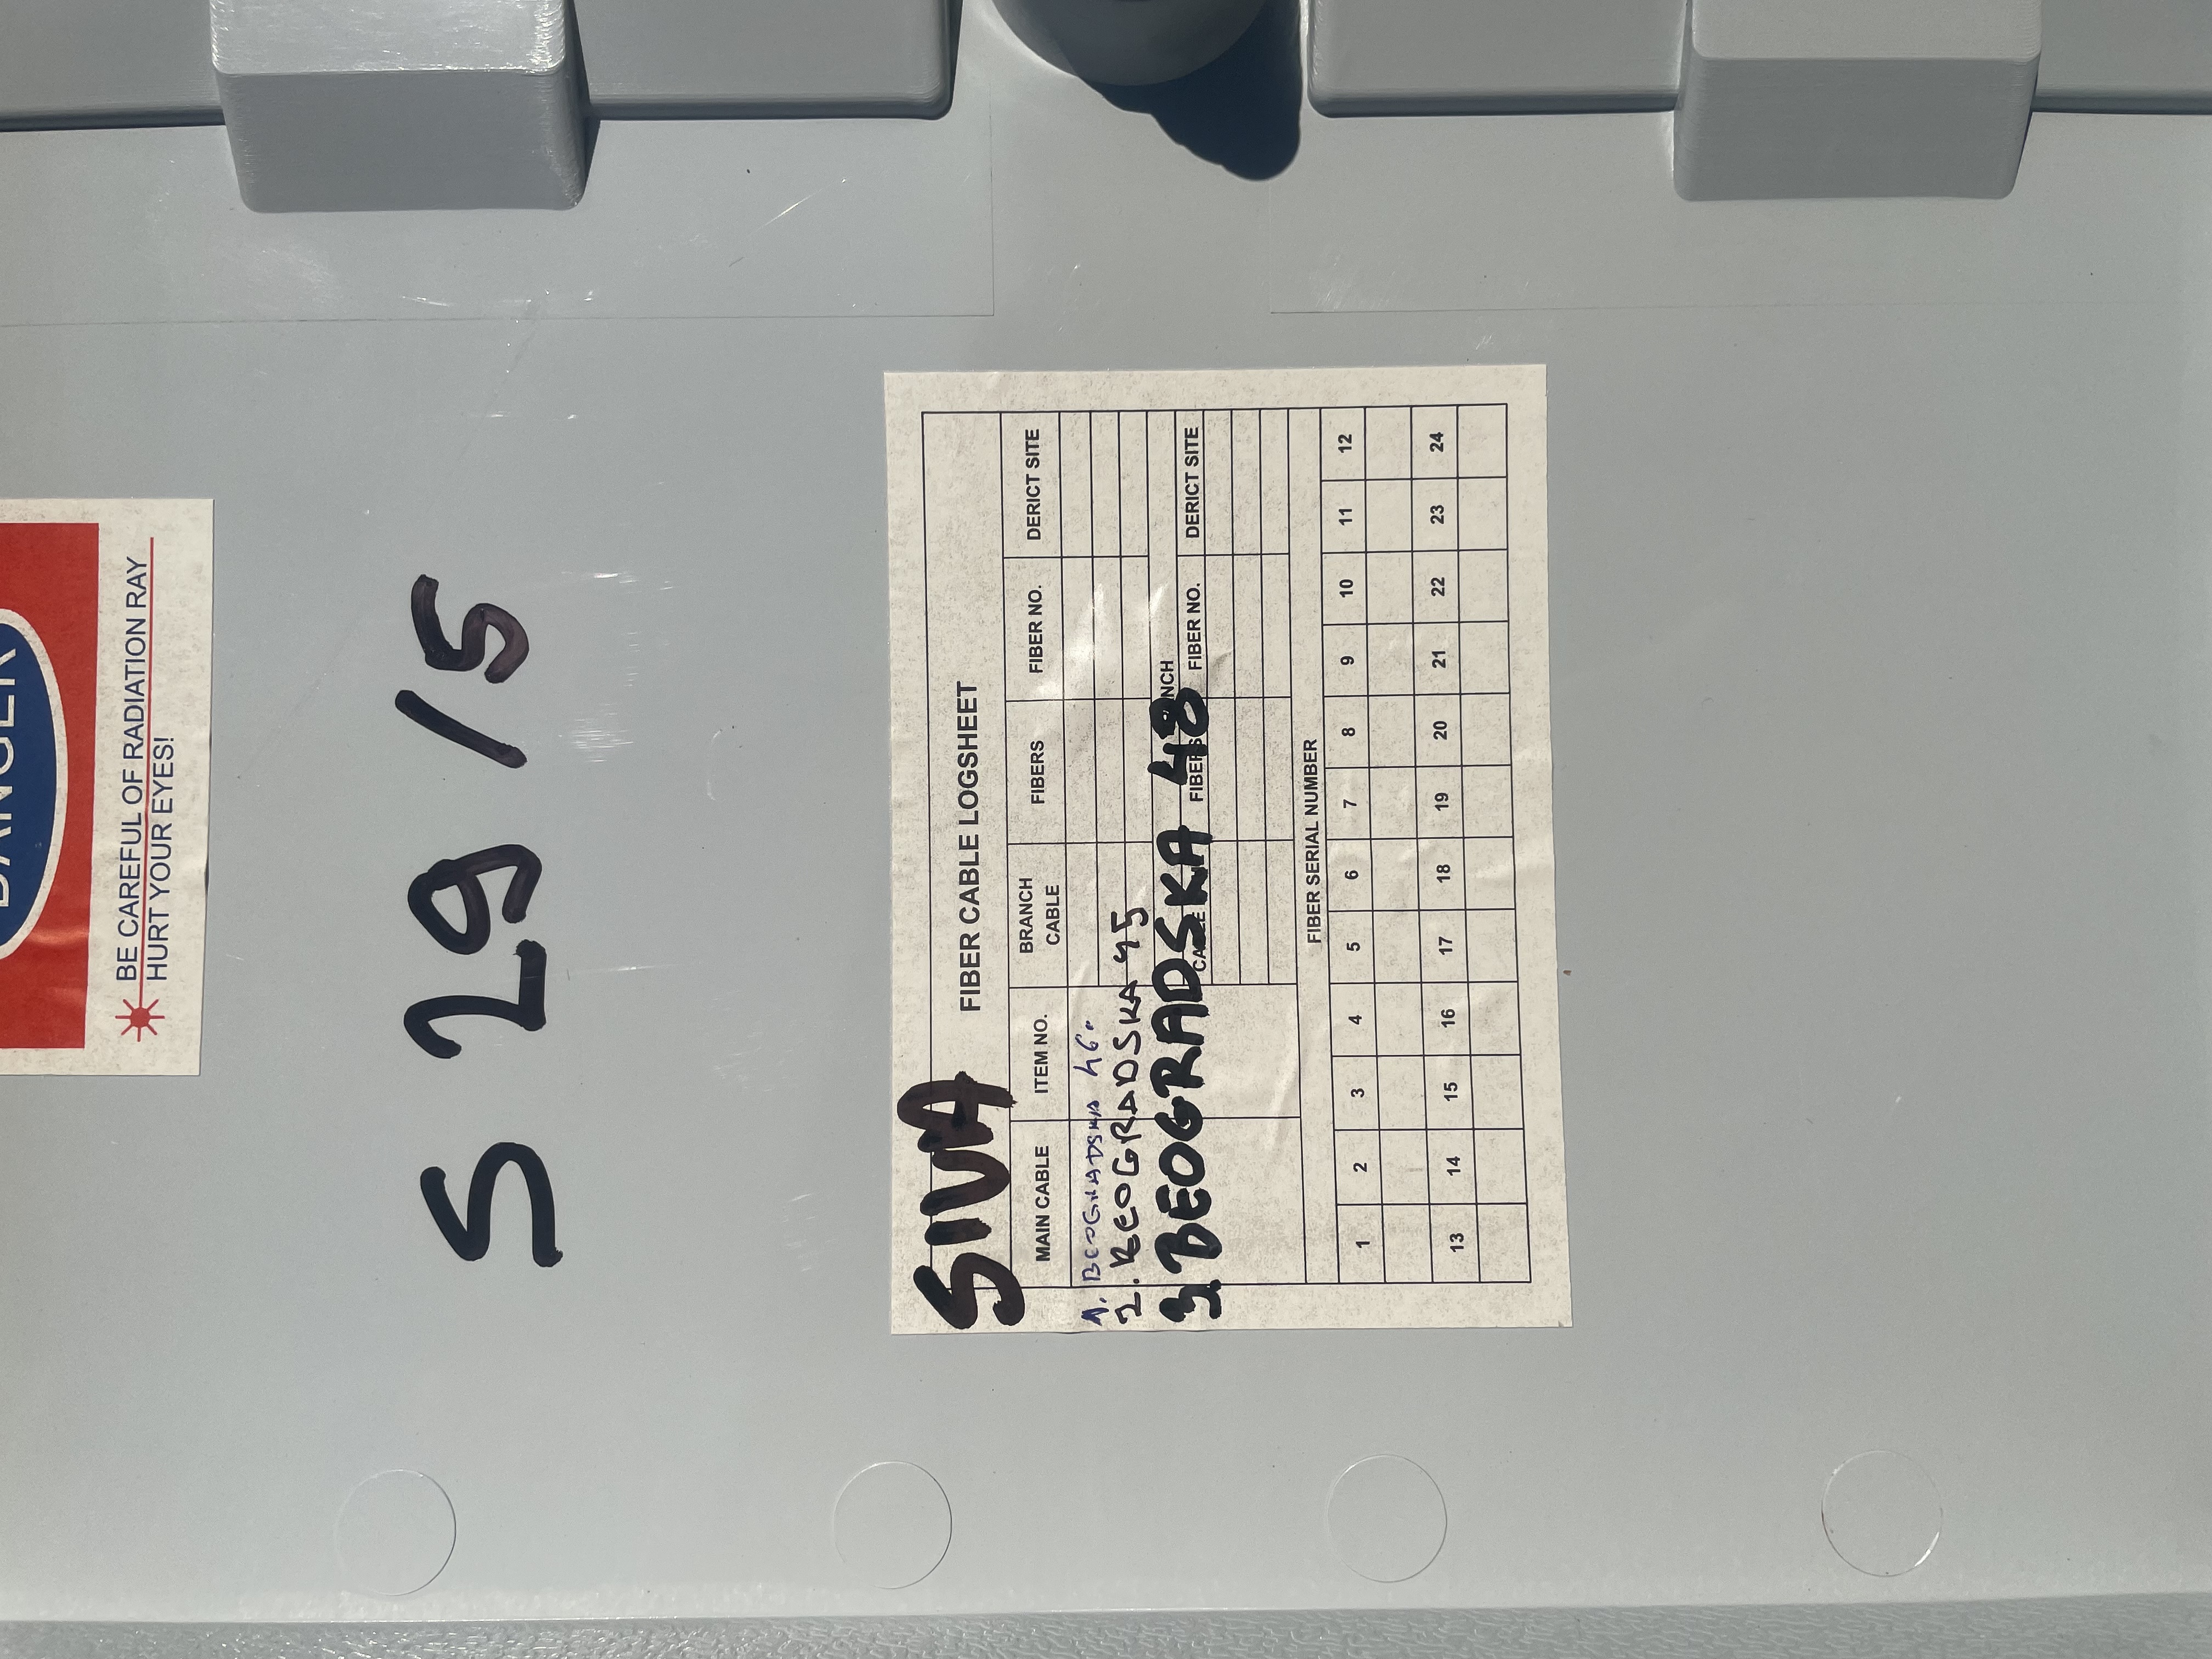 BE CAREFUL OF RADIATION RAY
HURT YOUR EYES!
S 29/5
SIVA
FIBER CABLE LOGSHEET
MAIN CABLE ITEM NO. BRANCH CABLE FIBERS FIBER NO. DERICT SITE
1. BEOGRADSKA 46
2. BEOGRADSKA 45
3. BEOGRADSKA 48
FIBER NO. DERICT SITE
FIBER SERIAL NUMBER
1 2 3 4 5 6 7 8 9 10 11 12
13 14 15 16 17 18 19 20 21 22 23 24